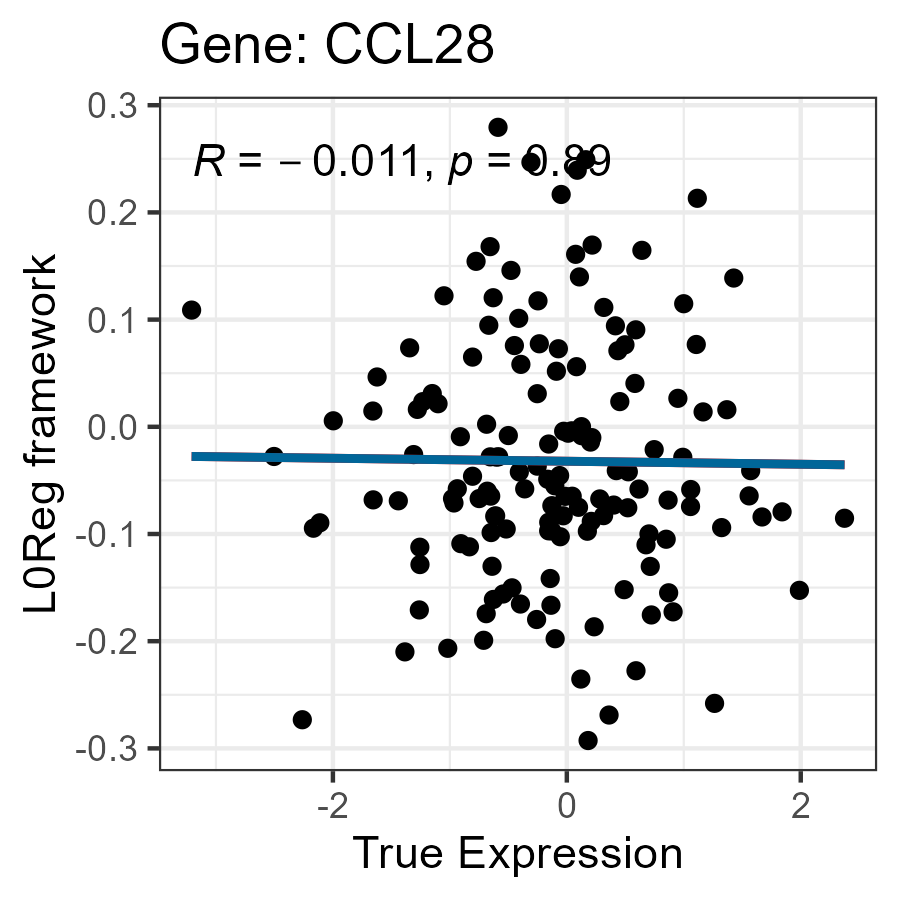 Gene: CCL28
R = − 0.011, p = 0.89
0.3
0.2
0.1
0.0
-0.1
-0.2
-0.3
L0Reg framework
-2 0 2
True Expression